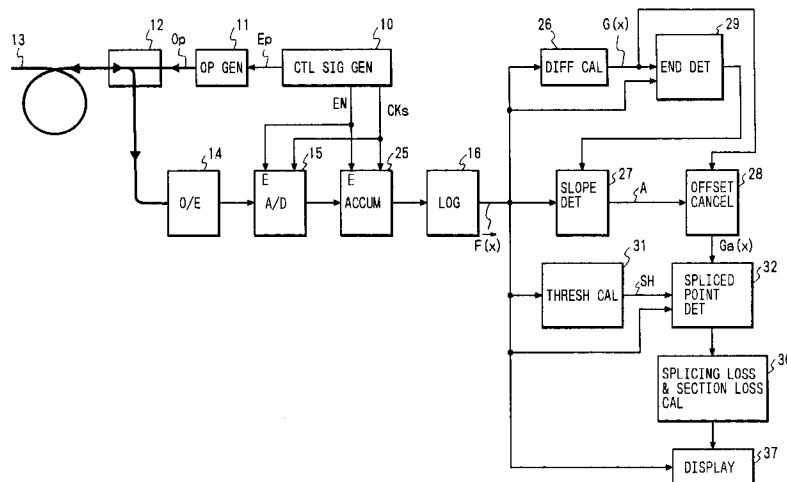 13
12
Op
11
Ep
10
OP GEN
CTL SIG GEN
EN
CKs
14
O/E
15
E
A/D
25
E
ACCUM
16
LOG
F(x)
26
G(x)
DIFF CAL
29
END DET
27
SLOPE
DET
A
28
OFFSET
CANCEL
Ga(x)
31
THRESH CAL
SH
32
SPLICED
POINT
DET
36
SPLICING LOSS
& SECTION LOSS
CAL
DISPLAY
37